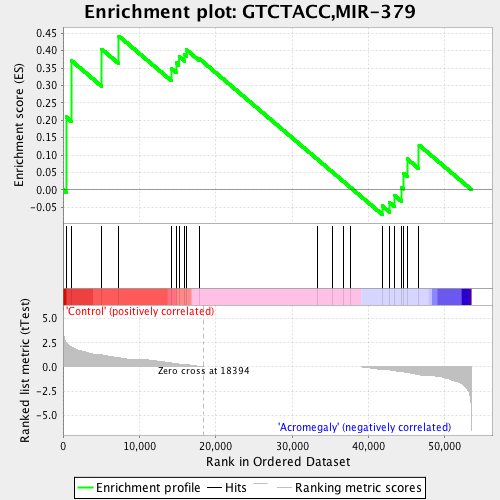 Enrichment plot: GTCTACC,MIR-379
Enrichment score (ES)
0.45
0.40
0.35
0.30
0.25
0.20
0.15
0.10
0.05
0.00
-0.05
'Control' (positively correlated)
Ranked list metric (tTest)
5.0
2.5
0.0
-2.5
-5.0
Zero cross at 18394
'Acromegaly' (negatively correlated)
0
10,000
20,000
30,000
40,000
50,000
Rank in Ordered Dataset
Enrichment profile
Hits
Ranking metric scores